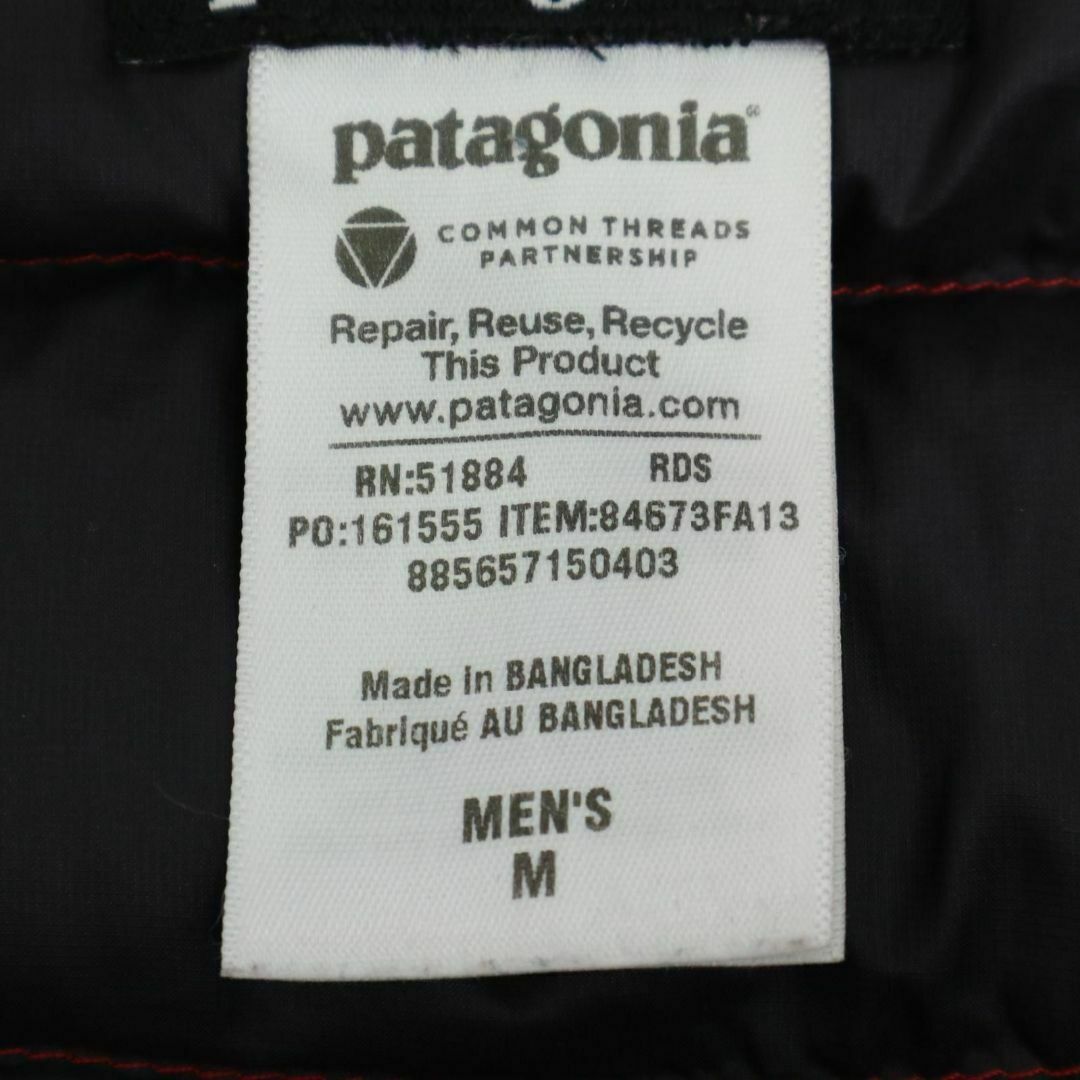 patagonia®
COMMON THREADS
PARTNERSHIP
Repair, Reuse, Recycle
This Product
www.patagonia.com
RN:51884 RDS
PO:161555 ITEM:84673FA13
885657150403
Made in BANGLADESH
Fabriqué AU BANGLADESH
MEN'S
M